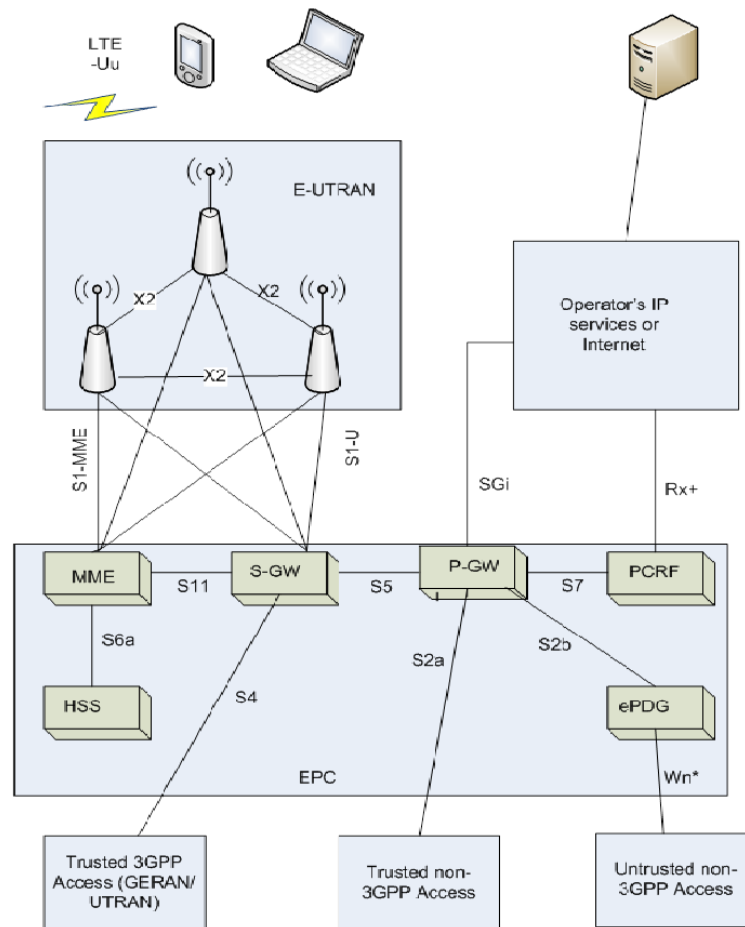 LTE
-Uu
E-UTRAN
X2
X2
X2
Operator's IP
services or
Internet
S1-MME
S1-U
SGi
Rx+
MME
S11
S-GW
S5
P-GW
S7
PCRF
S6a
S2a
S2b
HSS
S4
ePDG
EPC
Wn*
Trusted 3GPP
Access (GERAN/
UTRAN)
Trusted non-
3GPP Access
Untrusted non-
3GPP Access